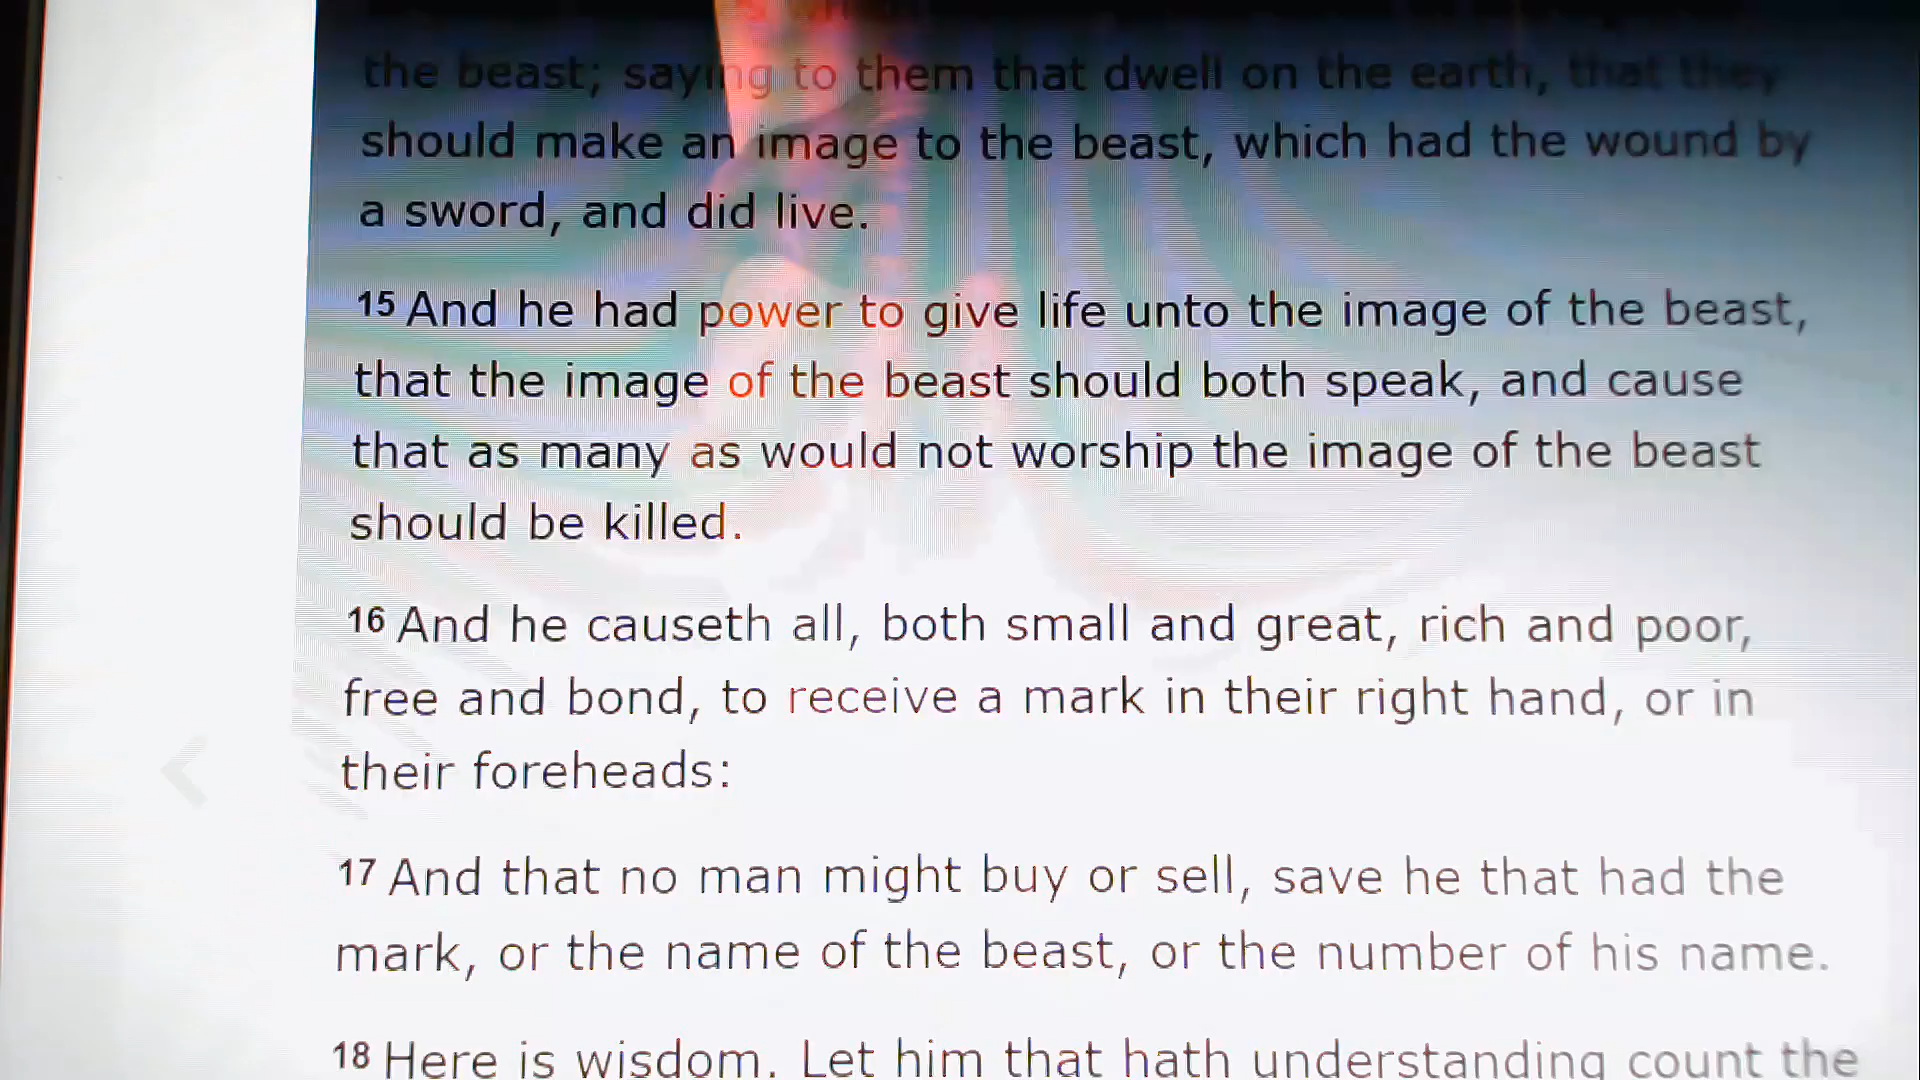 the beast; saying to them that dwell on the earth, that they
should make an image to the beast, which had the wound by
a sword, and did live.
15 And he had power to give life unto the image of the beast,
that the image of the beast should both speak, and cause
that as many as would not worship the image of the beast
should be killed.
16 And he causeth all, both small and great, rich and poor,
free and bond, to receive a mark in their right hand, or in
their foreheads:
17 And that no man might buy or sell, save he that had the
mark, or the name of the beast, or the number of his name.
18 Here is wisdom. Let him that hath understanding count the